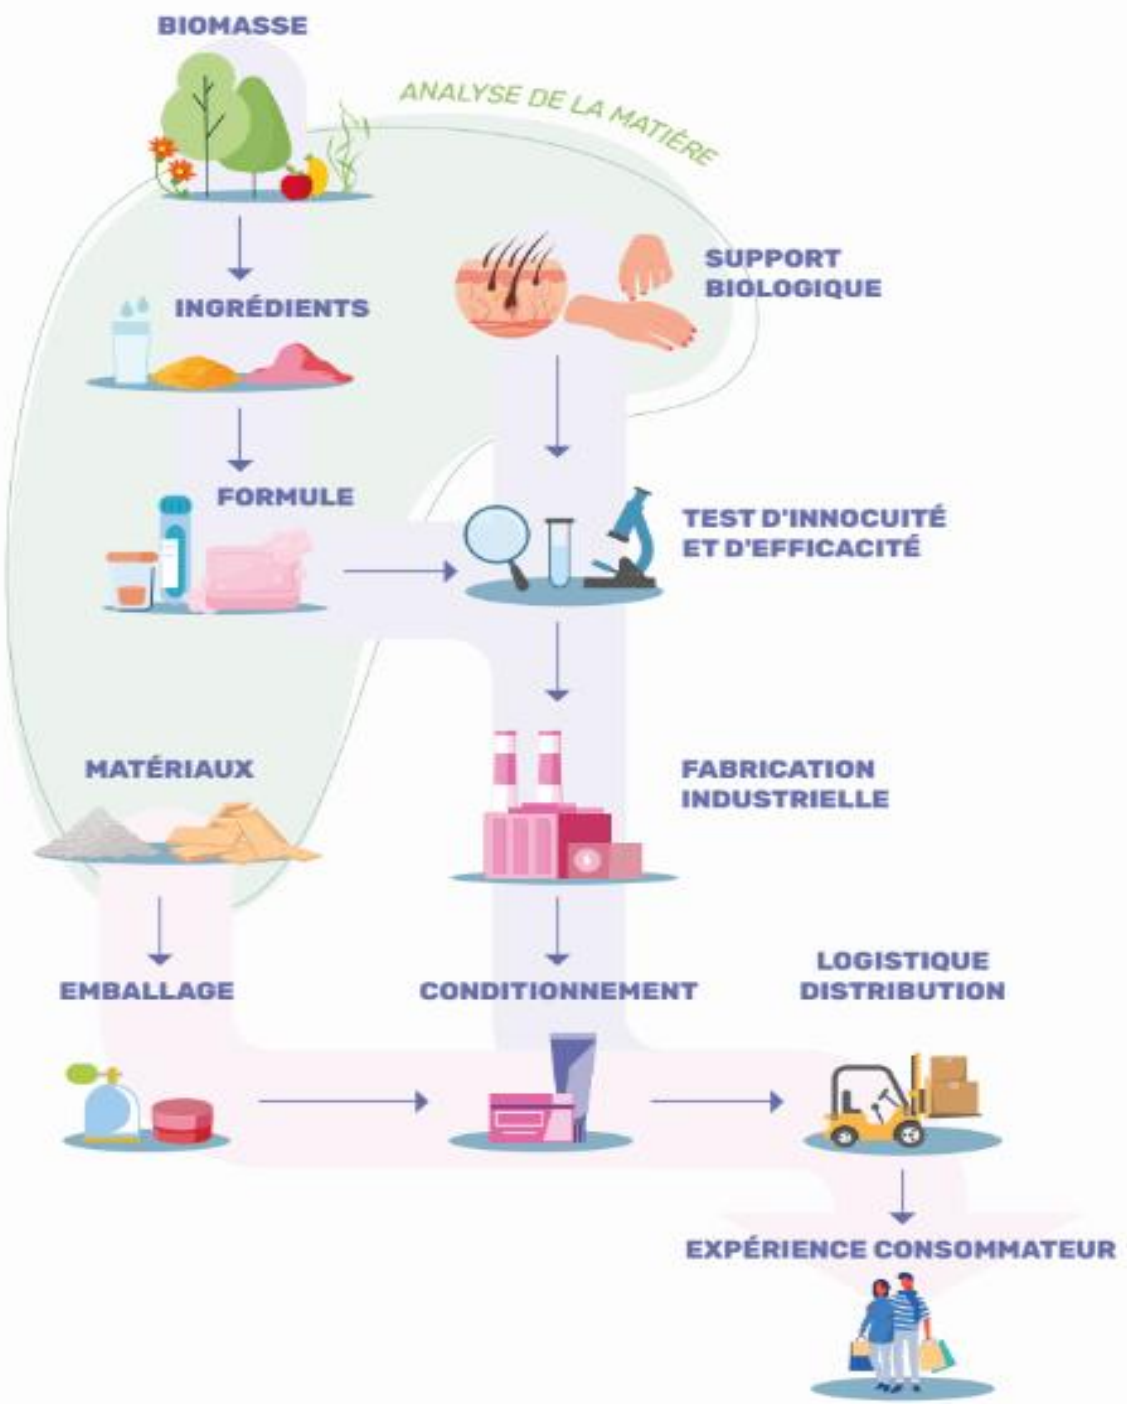 BIOMASSE
ANALYSE DE LA MATIÈRE
SUPPORT
BIOLOGIQUE
INGRÉDIENTS
FORMULE
TEST D'INNOCUITÉ
ET D'EFFICACITÉ
MATÉRIAUX
FABRICATION
INDUSTRIELLE
EMBALLAGE
CONDITIONNEMENT
LOGISTIQUE
DISTRIBUTION
EXPÉRIENCE CONSOMMATEUR